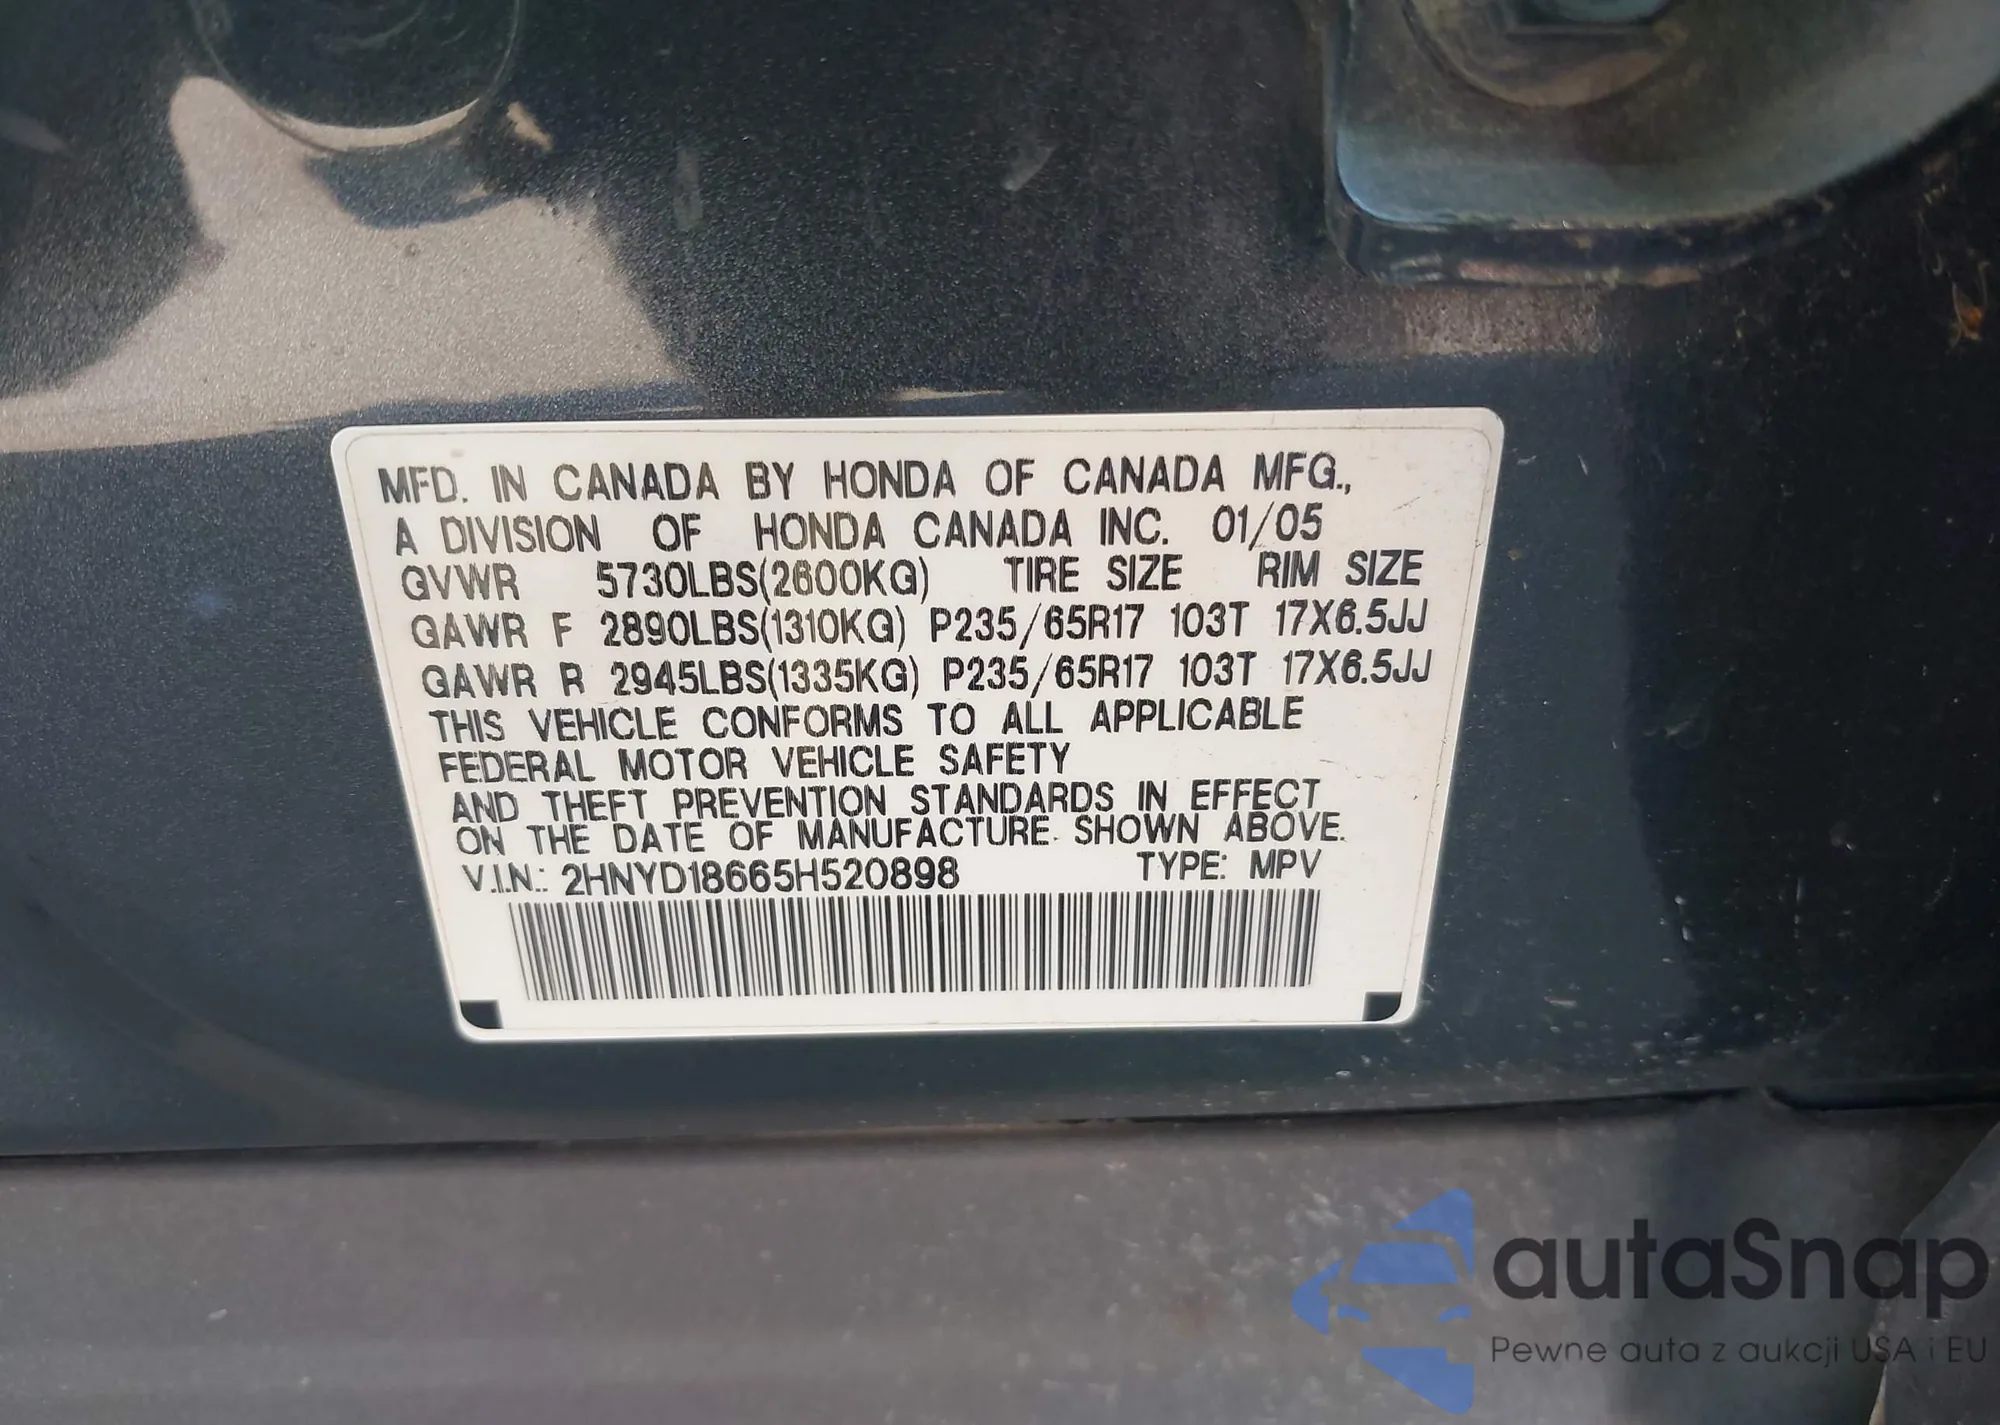 MFD. IN CANADA BY HONDA OF CANADA MFG.,
A DIVISION OF HONDA CANADA INC. 01/05
GVWR 5730LBS(2600KG) TIRE SIZE RIM SIZE
GAWR F 2890LBS(1310KG) P235/65R17 103T 17X6.5JJ
GAWR R 2945LBS(1335KG) P235/65R17 103T 17X6.5JJ
THIS VEHICLE CONFORMS TO ALL APPLICABLE
FEDERAL MOTOR VEHICLE SAFETY
AND THEFT PREVENTION STANDARDS IN EFFECT
ON THE DATE OF MANUFACTURE SHOWN ABOVE.
V.I.N.: 2HNYD18665H520898 TYPE: MPV
autaSnap
Pewne auta z aukcji USA i EU